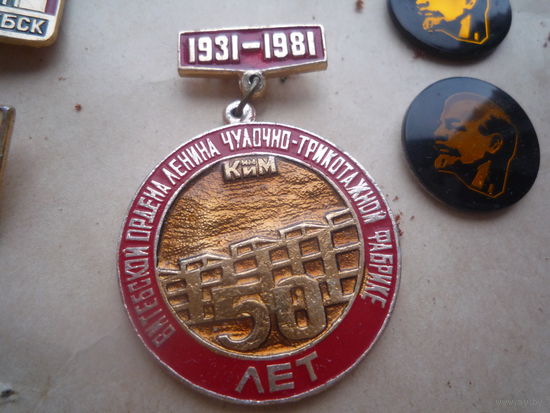 БСК
1931-1981
ВИТЕБСКОЙ ОРДЕНА ЛЕНИНА ЧУЛОЧНО-ТРИКОТАЖНОЙ ФАБРИКЕ
КИМ
50
ЛЕТ